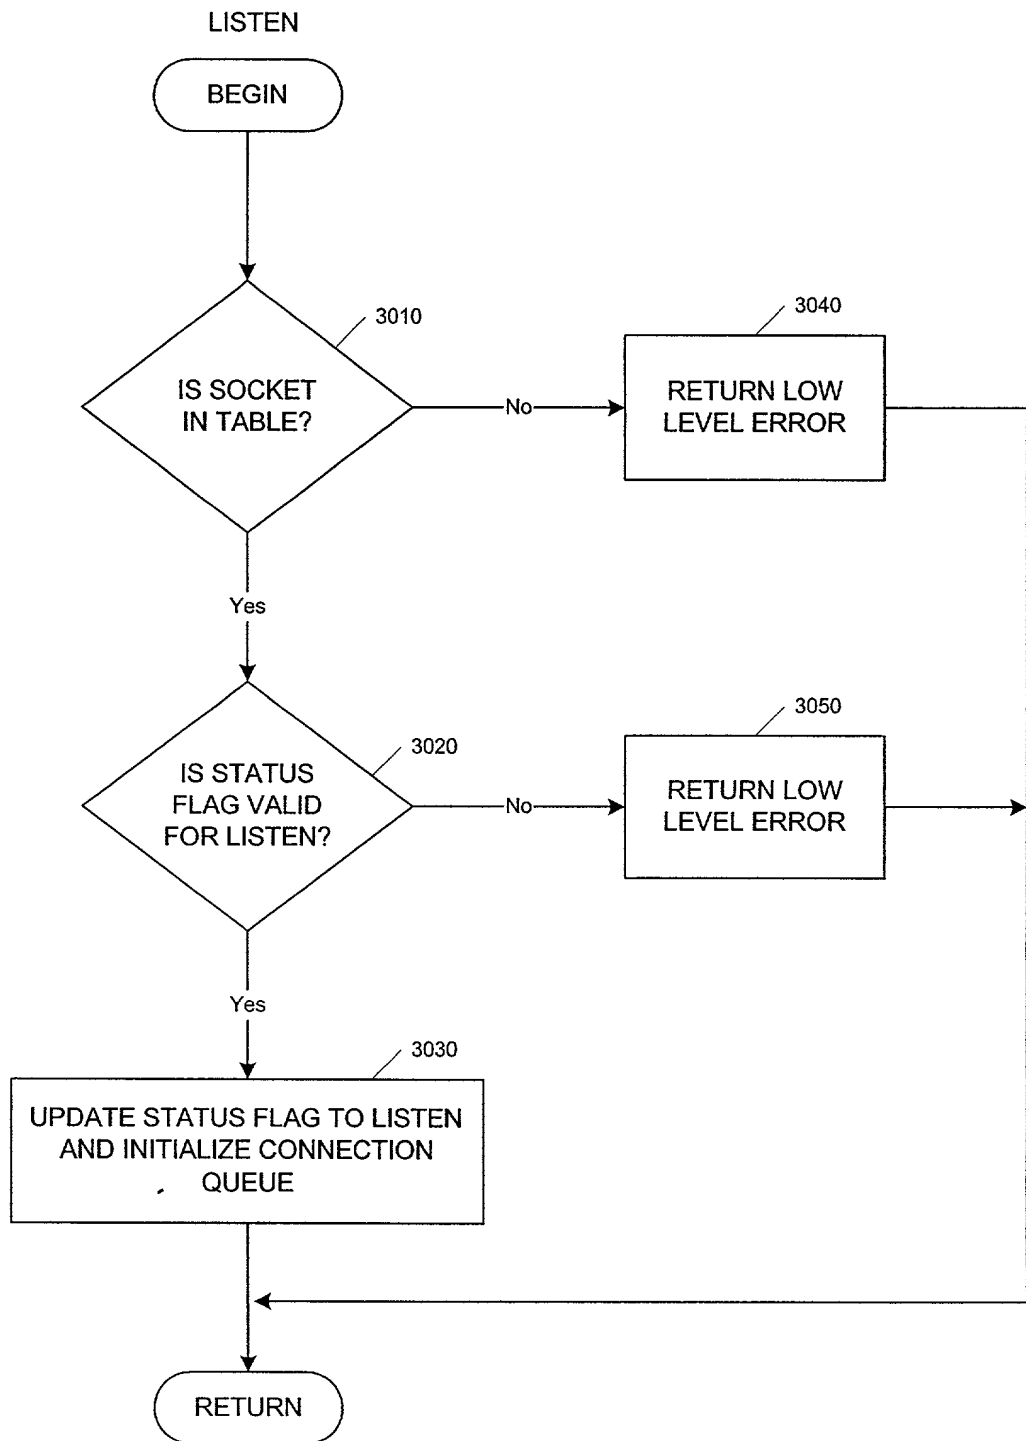 LISTEN
BEGIN
3010
IS SOCKET
IN TABLE?
No
3040
RETURN LOW
LEVEL ERROR
Yes
3020
IS STATUS
FLAG VALID
FOR LISTEN?
No
3050
RETURN LOW
LEVEL ERROR
Yes
3030
UPDATE STATUS FLAG TO LISTEN
AND INITIALIZE CONNECTION
QUEUE
RETURN